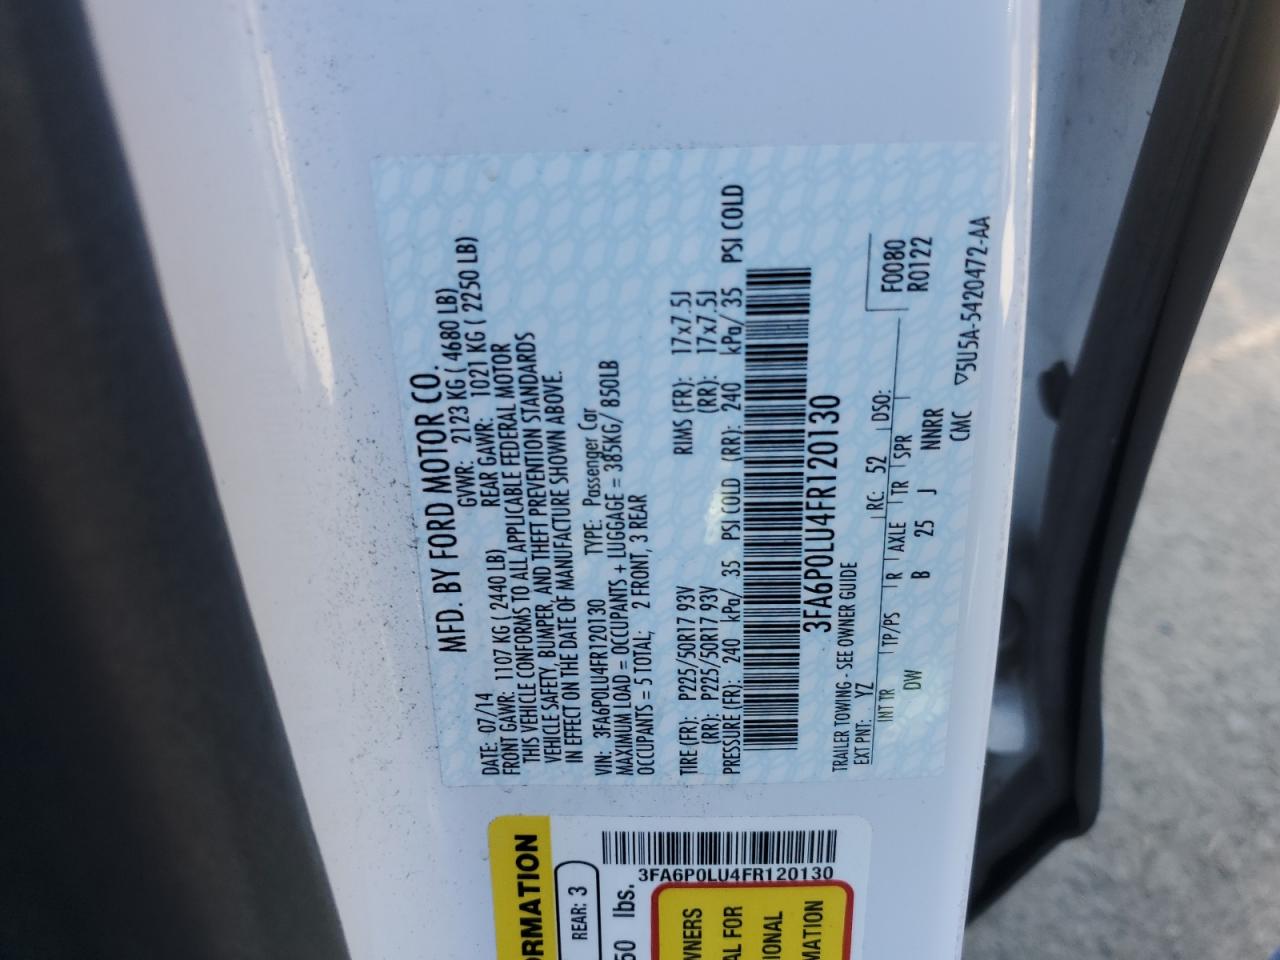 MFD. BY FORD MOTOR CO.
DATE: 07/14 GVWR: 2123 KG ( 4680 LB)
FRONT GAWR: 1107 KG ( 2440 LB) REAR GAWR: 1021 KG ( 2250 LB)
THIS VEHICLE CONFORMS TO ALL APPLICABLE FEDERAL MOTOR
VEHICLE SAFETY, BUMPER, AND THEFT PREVENTION STANDARDS
IN EFFECT ON THE DATE OF MANUFACTURE SHOWN ABOVE.
VIN: 3FA6P0LU4FR120130 TYPE: Passenger Car
MAXIMUM LOAD = OCCUPANTS + LUGGAGE = 385KG/ 850LB
OCCUPANTS = 5 TOTAL, 2 FRONT, 3 REAR
TIRE (FR): P225/50R17 93V RIMS (FR): 17x7.5J
(RR): P225/50R17 93V (RR): 17x7.5J
PRESSURE (FR): 240 kPa/ 35 PSI COLD (RR): 240 kPa/ 35 PSI COLD
3FA6P0LU4FR120130
TRAILER TOWING - SEE OWNER GUIDE
EXT PNT: YZ RC: 52 DSO: F0080
INT TR TP/PS R AXLE TR SPR R0122
DW B 25 J NNRR
CMC ▽5U5A-5420472-AA
ORMATION
REAR: 3
3FA6P0LU4FR120130
50 lbs.
WNERS
AL FOR
IONAL
MATION